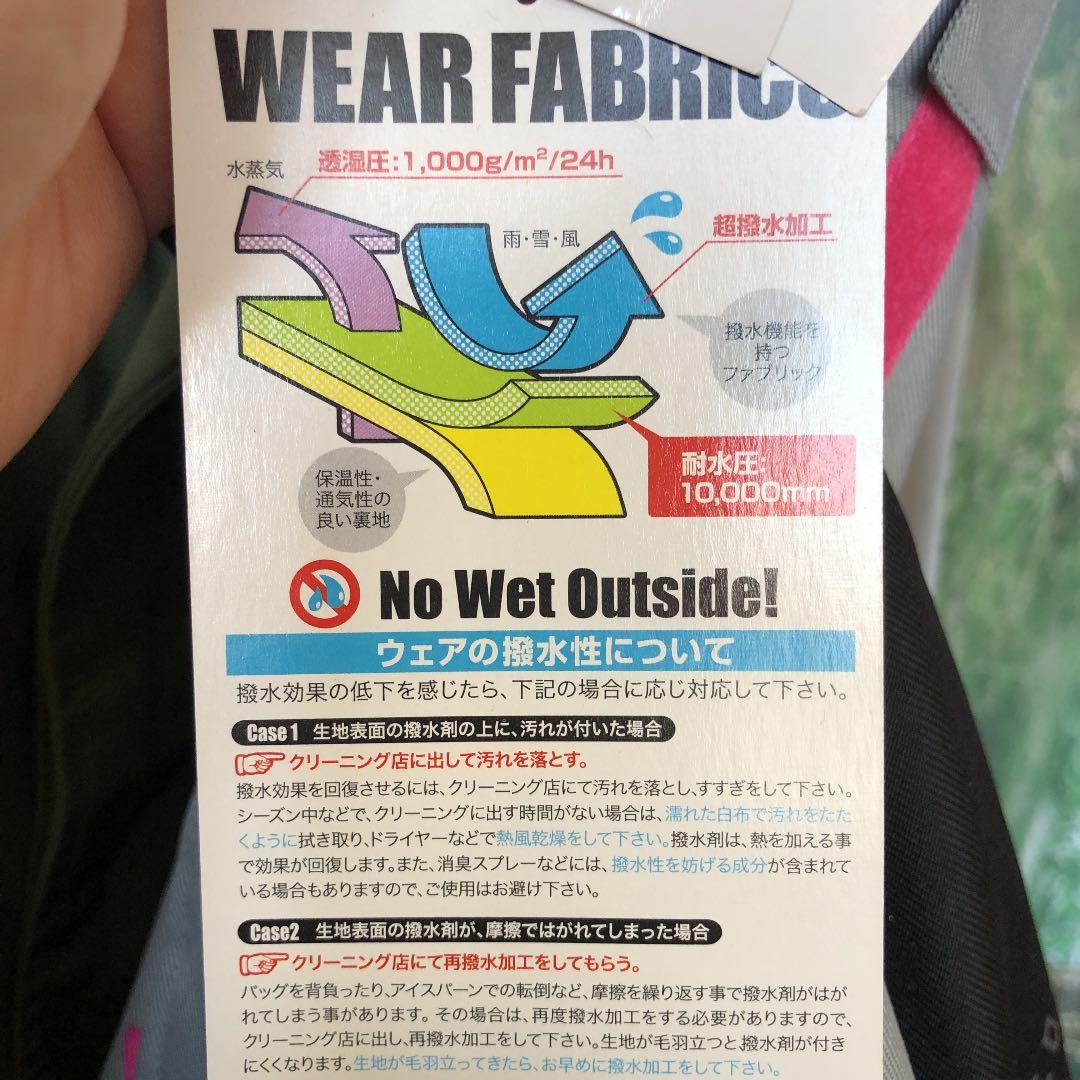 WEAR FABRICS
水蒸気
透湿圧:1,000g/m²/24h
雨・雪・風
超撥水加工
撥水機能を
持つ
ファブリック
耐水圧:
10,000mm
保温性・
通気性の
良い裏地
No Wet Outside!
ウェアの撥水性について
撥水効果の低下を感じたら、下記の場合に応じ対応して下さい。
Case1 生地表面の撥水剤の上に、汚れが付いた場合
クリーニング店に出して汚れを落とす。
撥水効果を回復させるには、クリーニング店にて汚れを落とし、すすぎをして下さい。
シーズン中などで、クリーニングに出す時間がない場合は、濡れた白布で汚れをたた
くように拭き取り、ドライヤーなどで熱風乾燥をして下さい。撥水剤は、熱を加える事
で効果が回復します。また、消臭スプレーなどには、撥水性を妨げる成分が含まれて
いる場合もありますので、ご使用はお避け下さい。
Case2 生地表面の撥水剤が、摩擦ではがれてしまった場合
クリーニング店にて再撥水加工をしてもらう。
バッグを背負ったり、アイスバーンでの転倒など、摩擦を繰り返す事で撥水剤がはが
れてしまう事があります。その場合は、再度撥水加工をする必要がありますので、
クリーニング店に出し、再撥水加工をして下さい。生地が毛羽立つと、撥水剤が付き
にくくなります。生地が毛羽立ってきたら、お早めに撥水加工をして下さい。